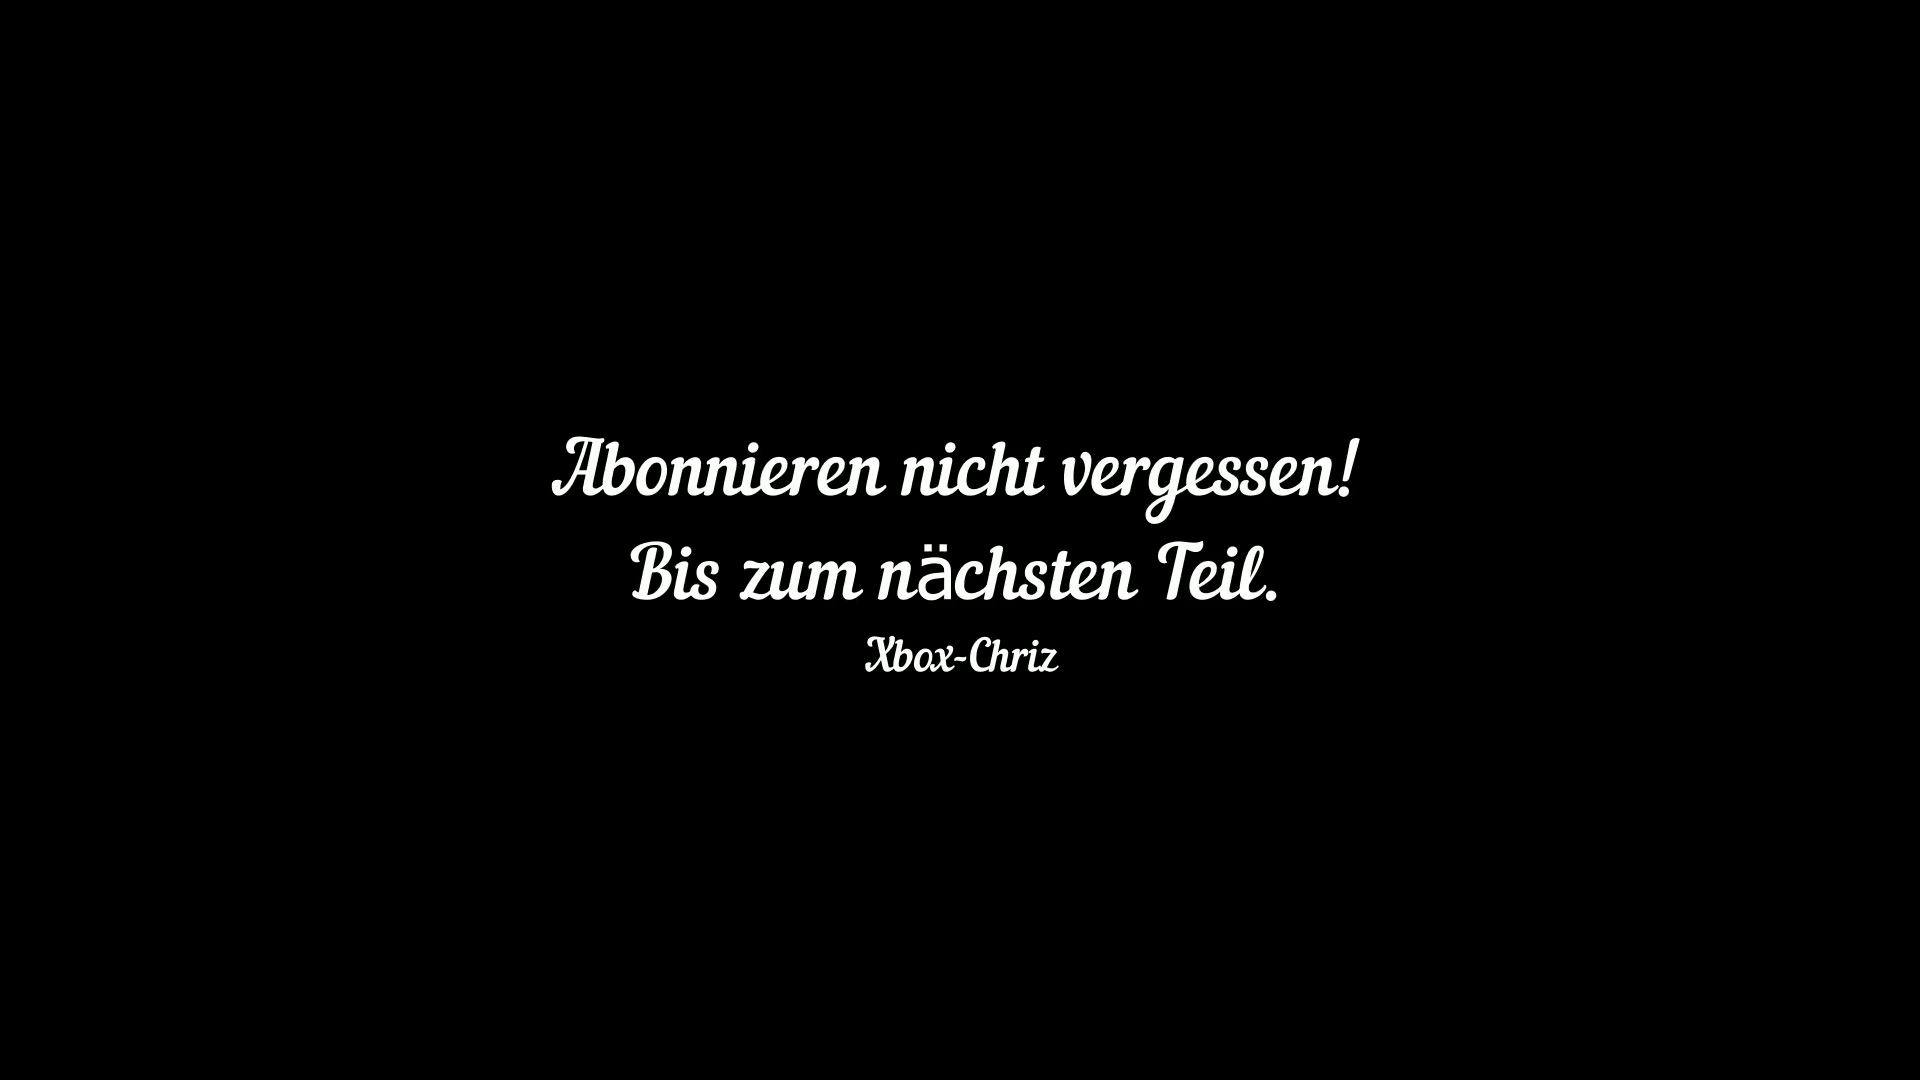 Abonnieren nicht vergessen!
Bis zum nächsten Teil.
Xbox-Chriz